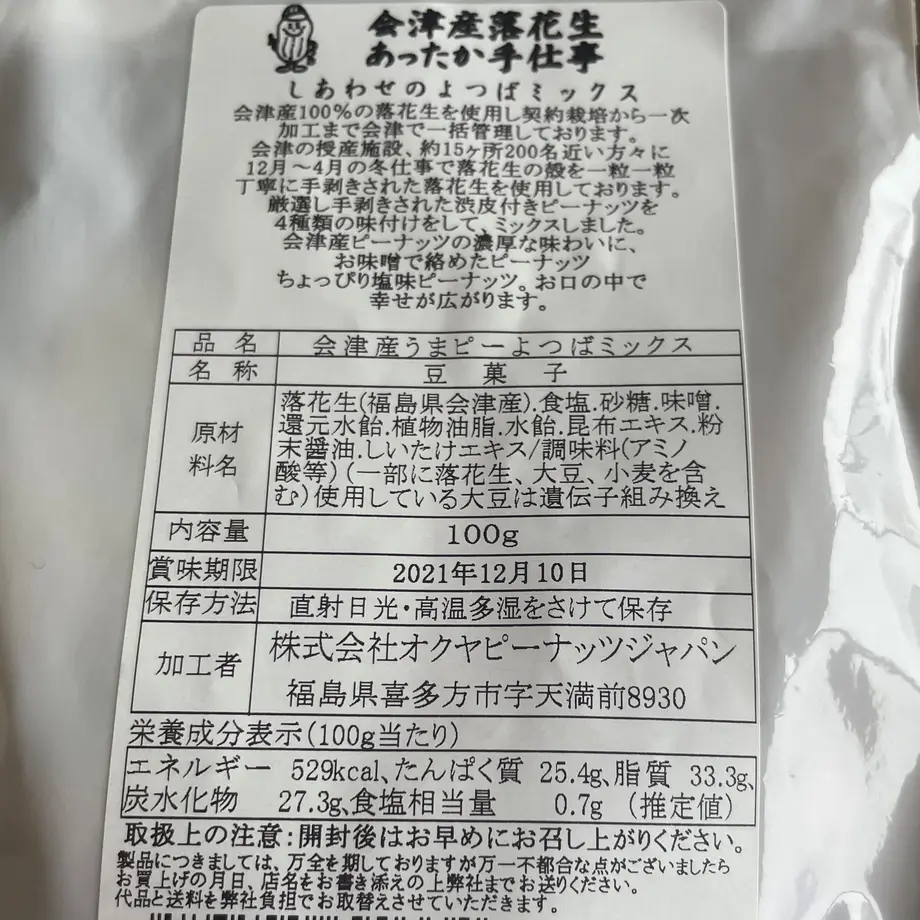 会津産落花生
あったか手仕事
しあわせのよつばミックス
会津産100%の落花生を使用し契約栽培から一次
加工まで会津で一括管理しております。
会津の授産施設、約15ヶ所200名近い方々に
12月～4月の冬仕事で落花生の殻を一粒一粒
丁寧に手剥きされた落花生を使用しております。
厳選し手剥きされた渋皮付きピーナッツを
4種類の味付けをして、ミックスしました。
会津産ピーナッツの濃厚な味わいに、
お味噌で絡めたピーナッツ
ちょっぴり塩味ピーナッツ。お口の中で
幸せが広がります。
品名 会津産うまピーよつばミックス
名称 豆菓子
原材料名 落花生(福島県会津産).食塩.砂糖.味噌.
還元水飴.植物油脂.水飴.昆布エキス.粉
末醤油.しいたけエキス/調味料(アミノ
酸等)(一部に落花生、大豆、小麦を含
む)使用している大豆は遺伝子組み換え
内容量 100g
賞味期限 2021年12月10日
保存方法 直射日光・高温多湿をさけて保存
加工者 株式会社オクヤピーナッツジャパン
福島県喜多方市字天満前8930
栄養成分表示(100g当たり)
エネルギー 529kcal、たんぱく質 25.4g、脂質 33.3g、
炭水化物 27.3g、食塩相当量 0.7g (推定値)
取扱上の注意:開封後はお早めにお召し上がりください。
製品につきましては、万全を期しておりますが万一不都合な点がございましたら
お買上げの月日、店名をお書き添えの上弊社までお送りください。
代品と送料を弊社負担でお取替えさせていただきます。